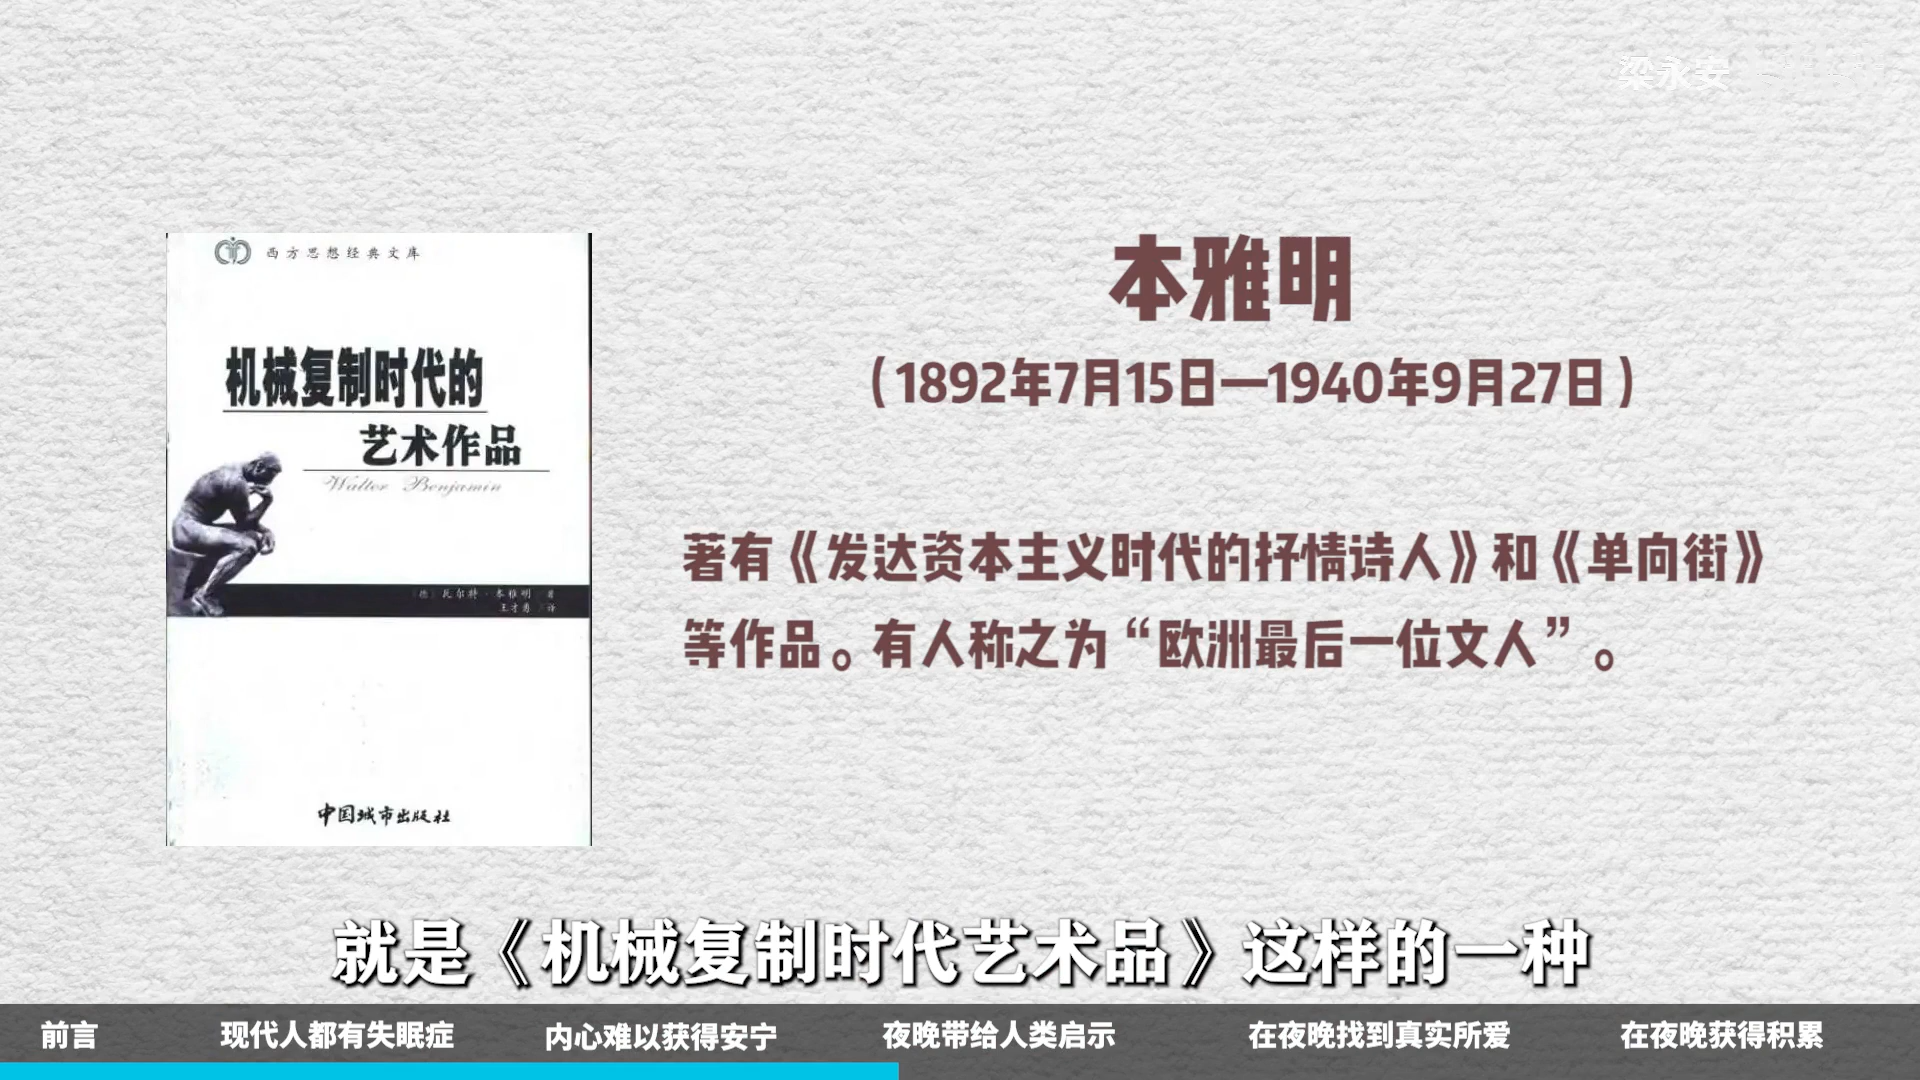 梁永安
西方思想经典文库
机械复制时代的
艺术作品
Walter Benjamin
(德) 瓦尔特·本雅明 著
王才勇 译
中国城市出版社
本雅明
(1892年7月15日—1940年9月27日)
著有《发达资本主义时代的抒情诗人》和《单向街》
等作品。有人称之为“欧洲最后一位文人”。
就是《机械复制时代艺术品》这样的一种
前言
现代人都有失眠症
内心难以获得安宁
夜晚带给人类启示
在夜晚找到真实所爱
在夜晚获得积累